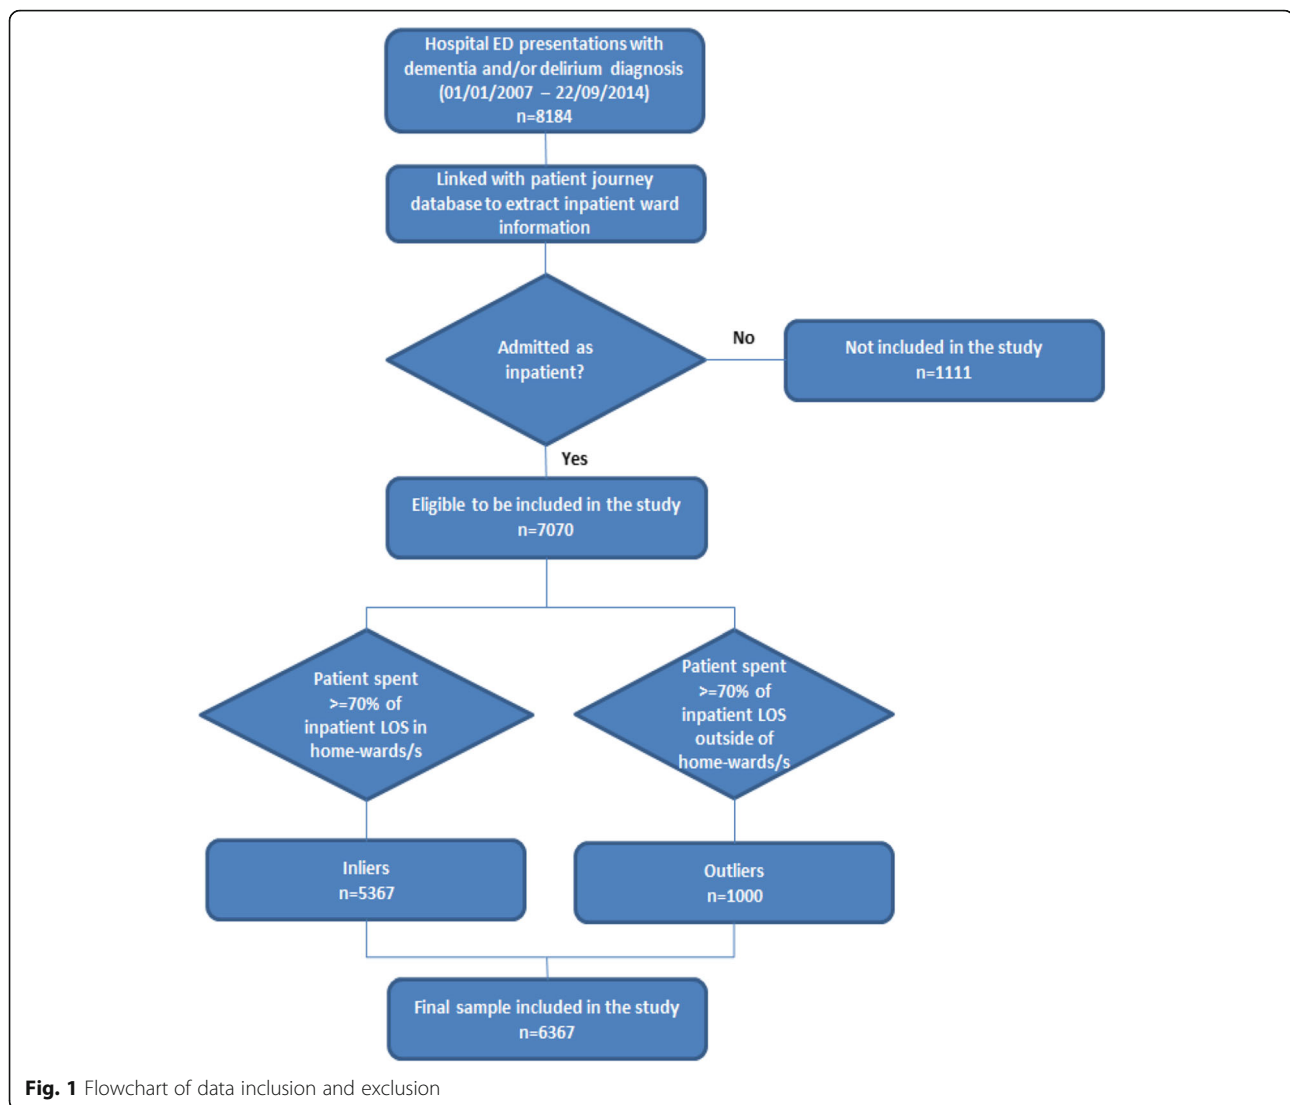 Hospital ED presentations with
dementia and/or delirium diagnosis
(01/01/2007 – 22/09/2014)
n=8184
Linked with patient journey
database to extract inpatient ward
information
Admitted as
inpatient?
No
Not included in the study
n=1111
Yes
Eligible to be included in the study
n=7070
Patient spent
>=70% of
inpatient LOS in
home-wards/s
Patient spent
>=70% of
inpatient LOS
outside of
home-wards/s
Inliers
n=5367
Outliers
n=1000
Final sample included in the study
n=6367
Fig. 1 Flowchart of data inclusion and exclusion